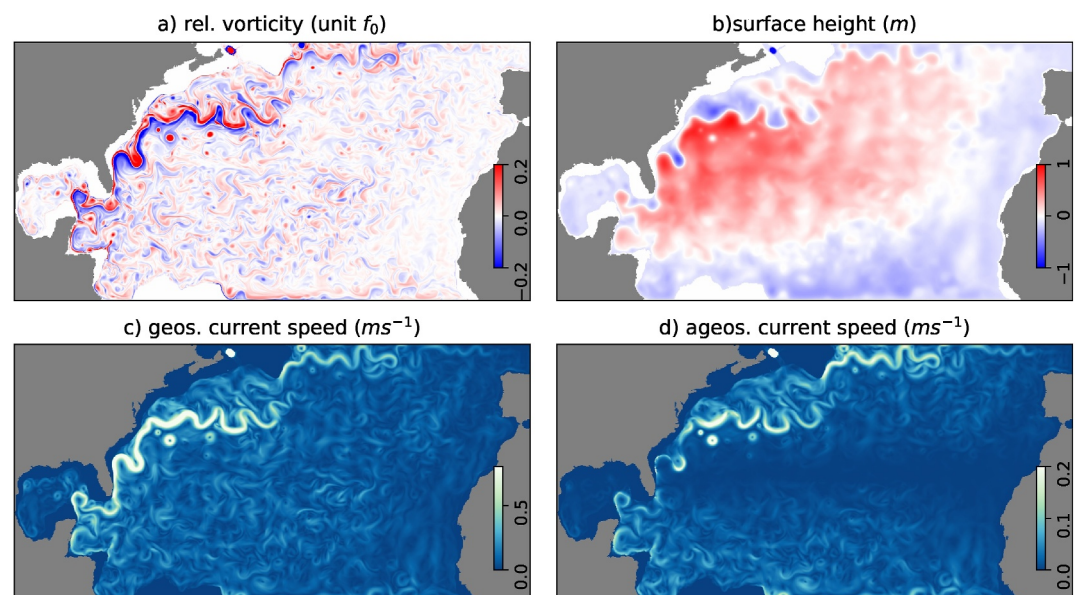 a) rel. vorticity (unit f₀)
b)surface height (m)
0.2
0.0
−0.2
1
0
−1
c) geos. current speed (ms⁻¹)
d) ageos. current speed (ms⁻¹)
0.5
0.0
0.2
0.1
0.0